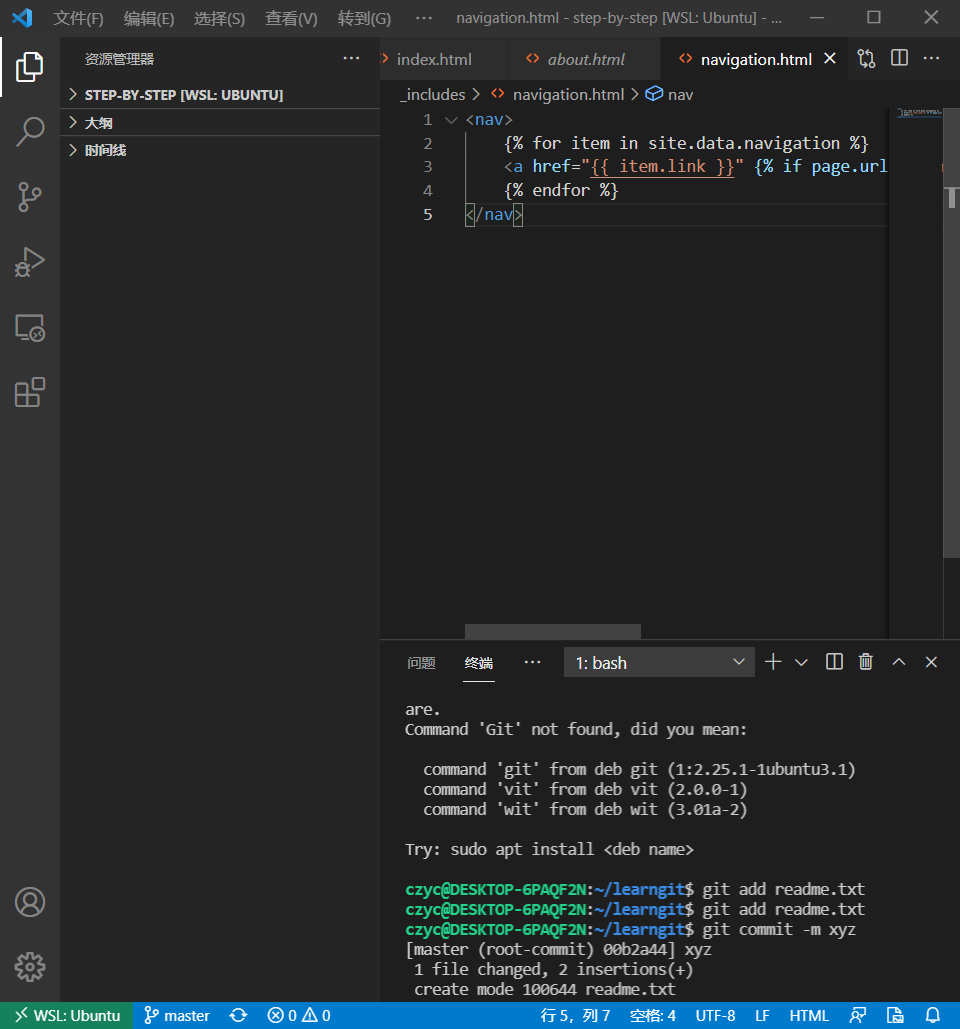 文件(F) 编辑(E) 选择(S) 查看(V) 转到(G) ··· navigation.html - step-by-step [WSL: Ubuntu] - ...
资源管理器 ···
index.html about.html navigation.html
STEP-BY-STEP [WSL: UBUNTU]
大纲
时间线
_includes > navigation.html > nav
1 <nav>
2 {% for item in site.data.navigation %}
3 <a href="{{ item.link }}" {% if page.url
4 {% endfor %}
5 </nav>
问题 终端 ··· 1: bash
are.
Command 'Git' not found, did you mean:
command 'git' from deb git (1:2.25.1-1ubuntu3.1)
command 'vit' from deb vit (2.0.0-1)
command 'wit' from deb wit (3.01a-2)
Try: sudo apt install <deb name>
czyc@DESKTOP-6PAQF2N:~/learngit$ git add readme.txt
czyc@DESKTOP-6PAQF2N:~/learngit$ git add readme.txt
czyc@DESKTOP-6PAQF2N:~/learngit$ git commit -m xyz
[master (root-commit) 00b2a44] xyz
1 file changed, 2 insertions(+)
create mode 100644 readme.txt
WSL: Ubuntu master 0 0 行 5，列 7 空格: 4 UTF-8 LF HTML